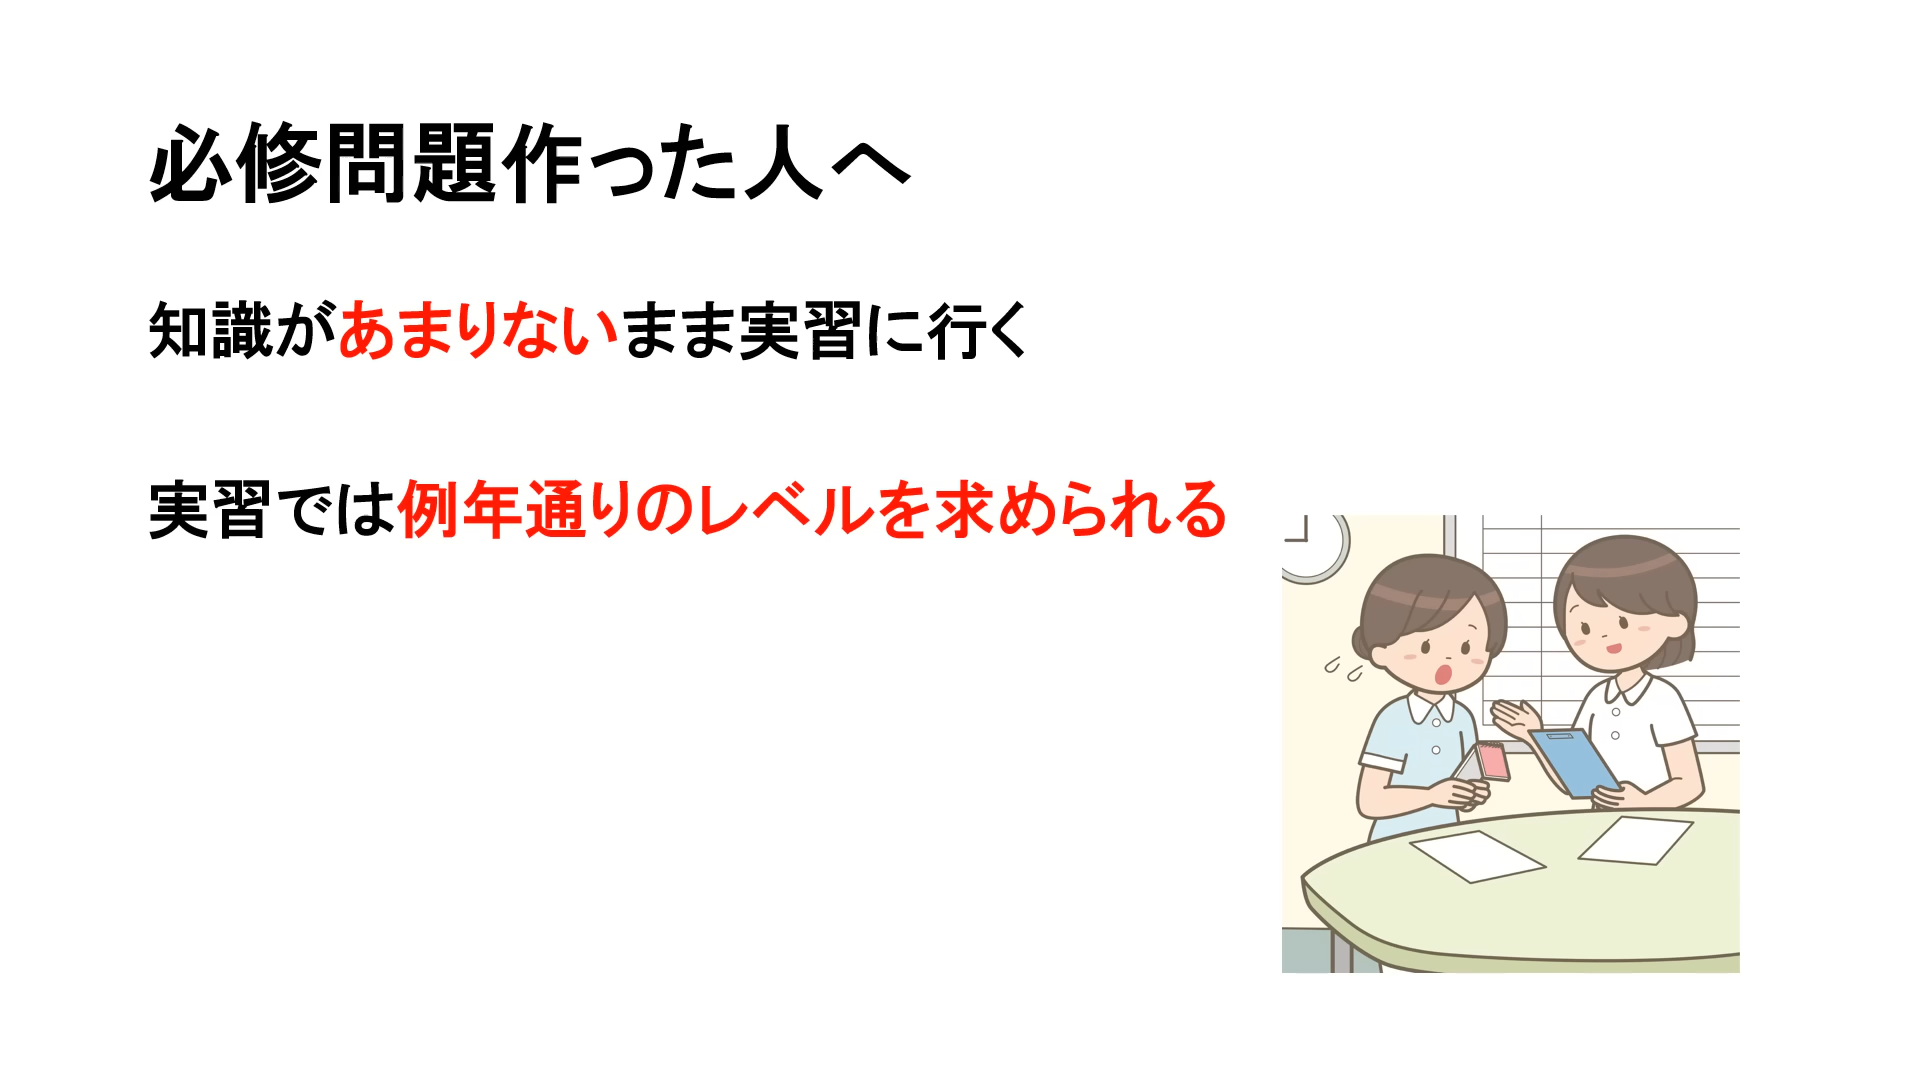 必修問題作った人へ
知識があまりないまま実習に行く
実習では例年通りのレベルを求められる